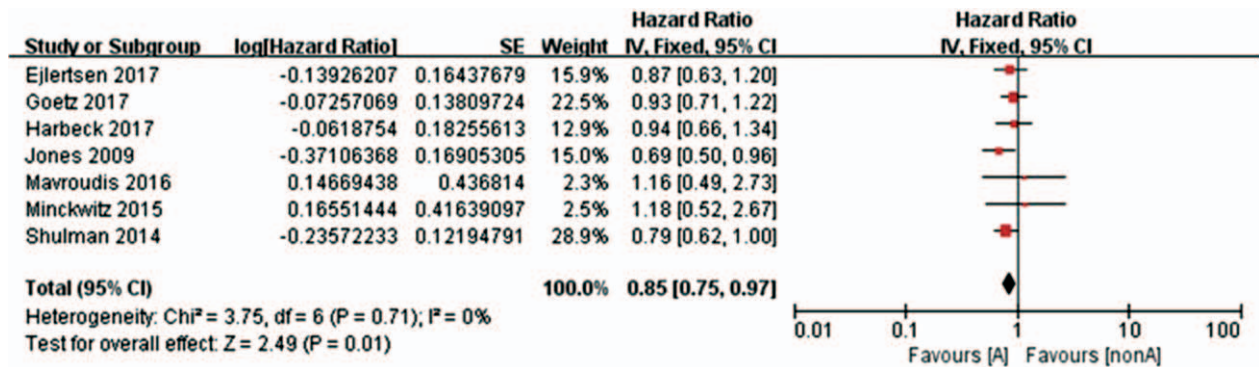 Hazard Ratio Hazard Ratio
Study or Subgroup log[Hazard Ratio] SE Weight IV, Fixed, 95% CI IV, Fixed, 95% CI
Ejlertsen 2017 -0.13926207 0.16437679 15.9% 0.87 [0.63, 1.20]
Goetz 2017 -0.07257069 0.13809724 22.5% 0.93 [0.71, 1.22]
Harbeck 2017 -0.0618754 0.18255613 12.9% 0.94 [0.66, 1.34]
Jones 2009 -0.37106368 0.16905305 15.0% 0.69 [0.50, 0.96]
Mavroudis 2016 0.14669438 0.436814 2.3% 1.16 [0.49, 2.73]
Minckwitz 2015 0.16551444 0.41639097 2.5% 1.18 [0.52, 2.67]
Shulman 2014 -0.23572233 0.12194791 28.9% 0.79 [0.62, 1.00]
Total (95% CI) 100.0% 0.85 [0.75, 0.97]
Heterogeneity: Chi² = 3.75, df = 6 (P = 0.71); I² = 0%
Test for overall effect: Z = 2.49 (P = 0.01)
0.01 0.1 1 10 100
Favours [A] Favours [nonA]